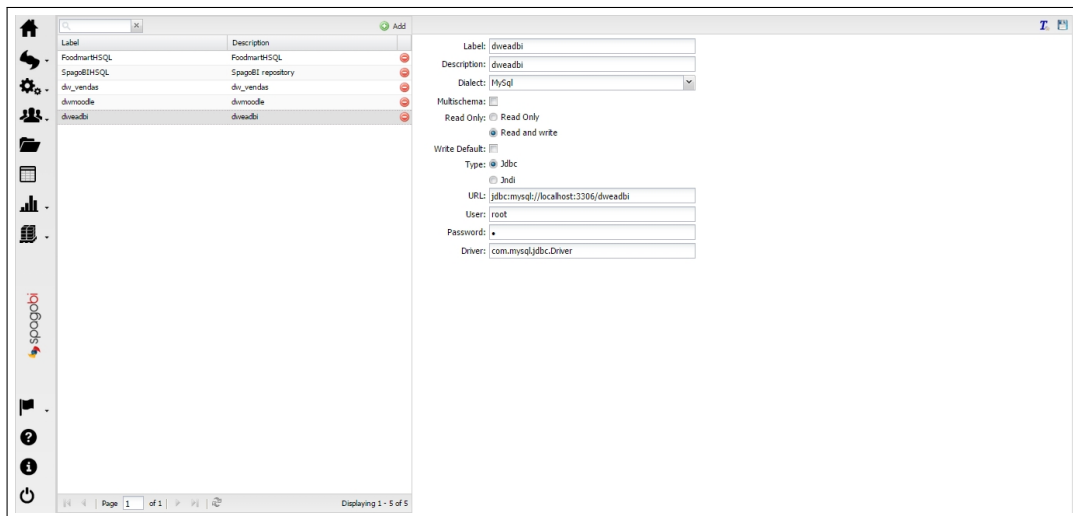 Add
Label Description
FoodmartHSQL FoodmartHSQL
SpagoBIHSQL SpagoBI repository
dw_vendas dw_vendas
dwmoodle dwmoodle
dweadbi dweadbi
Page 1 of 1
Displaying 1 - 5 of 5
Label: dweadbi
Description: dweadbi
Dialect: MySql
Multischema:
Read Only: Read Only
Read and write
Write Default:
Type: Jdbc
Jndi
URL: jdbc:mysql://localhost:3306/dweadbi
User: root
Password: •
Driver: com.mysql.jdbc.Driver
spagobi